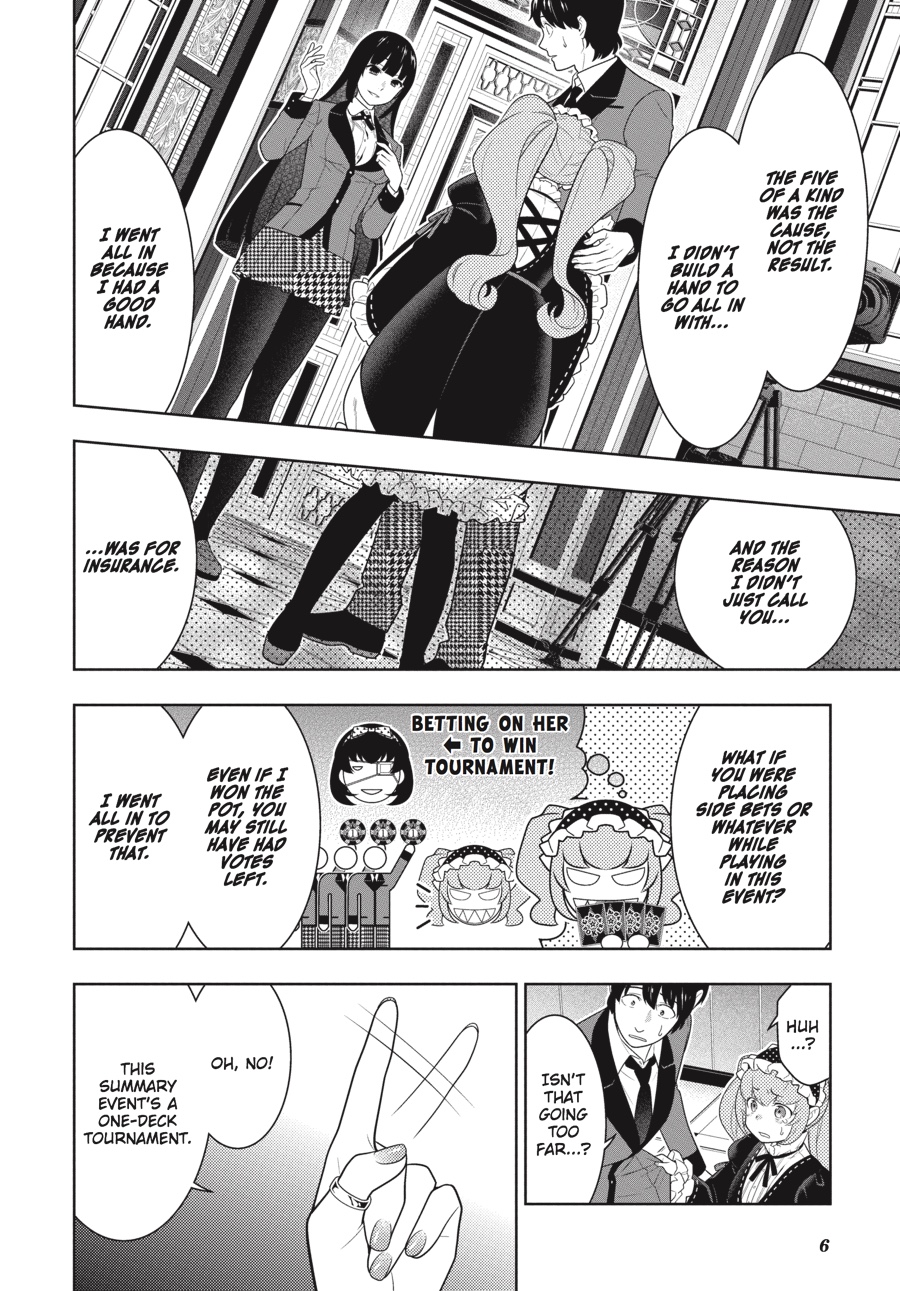 THE FIVE
OF A KIND
WAS THE
CAUSE,
NOT THE
RESULT.
I DIDN'T
BUILD A
HAND TO
GO ALL IN
WITH...
I WENT
ALL IN
BECAUSE
I HAD A
GOOD
HAND.
AND THE
REASON
I DIDN'T
JUST CALL
YOU...
...WAS FOR
INSURANCE.
WHAT IF
YOU WERE
PLACING
SIDE BETS OR
WHATEVER
WHILE
PLAYING
IN THIS
EVENT?
BETTING ON HER
← TO WIN
TOURNAMENT!
EVEN IF I
WON THE
POT, YOU
MAY STILL
HAVE HAD
VOTES
LEFT.
I WENT
ALL IN TO
PREVENT
THAT.
HUH
...?
ISN'T
THAT
GOING
TOO
FAR...?
OH, NO!
THIS
SUMMARY
EVENT'S A
ONE-DECK
TOURNAMENT.
6